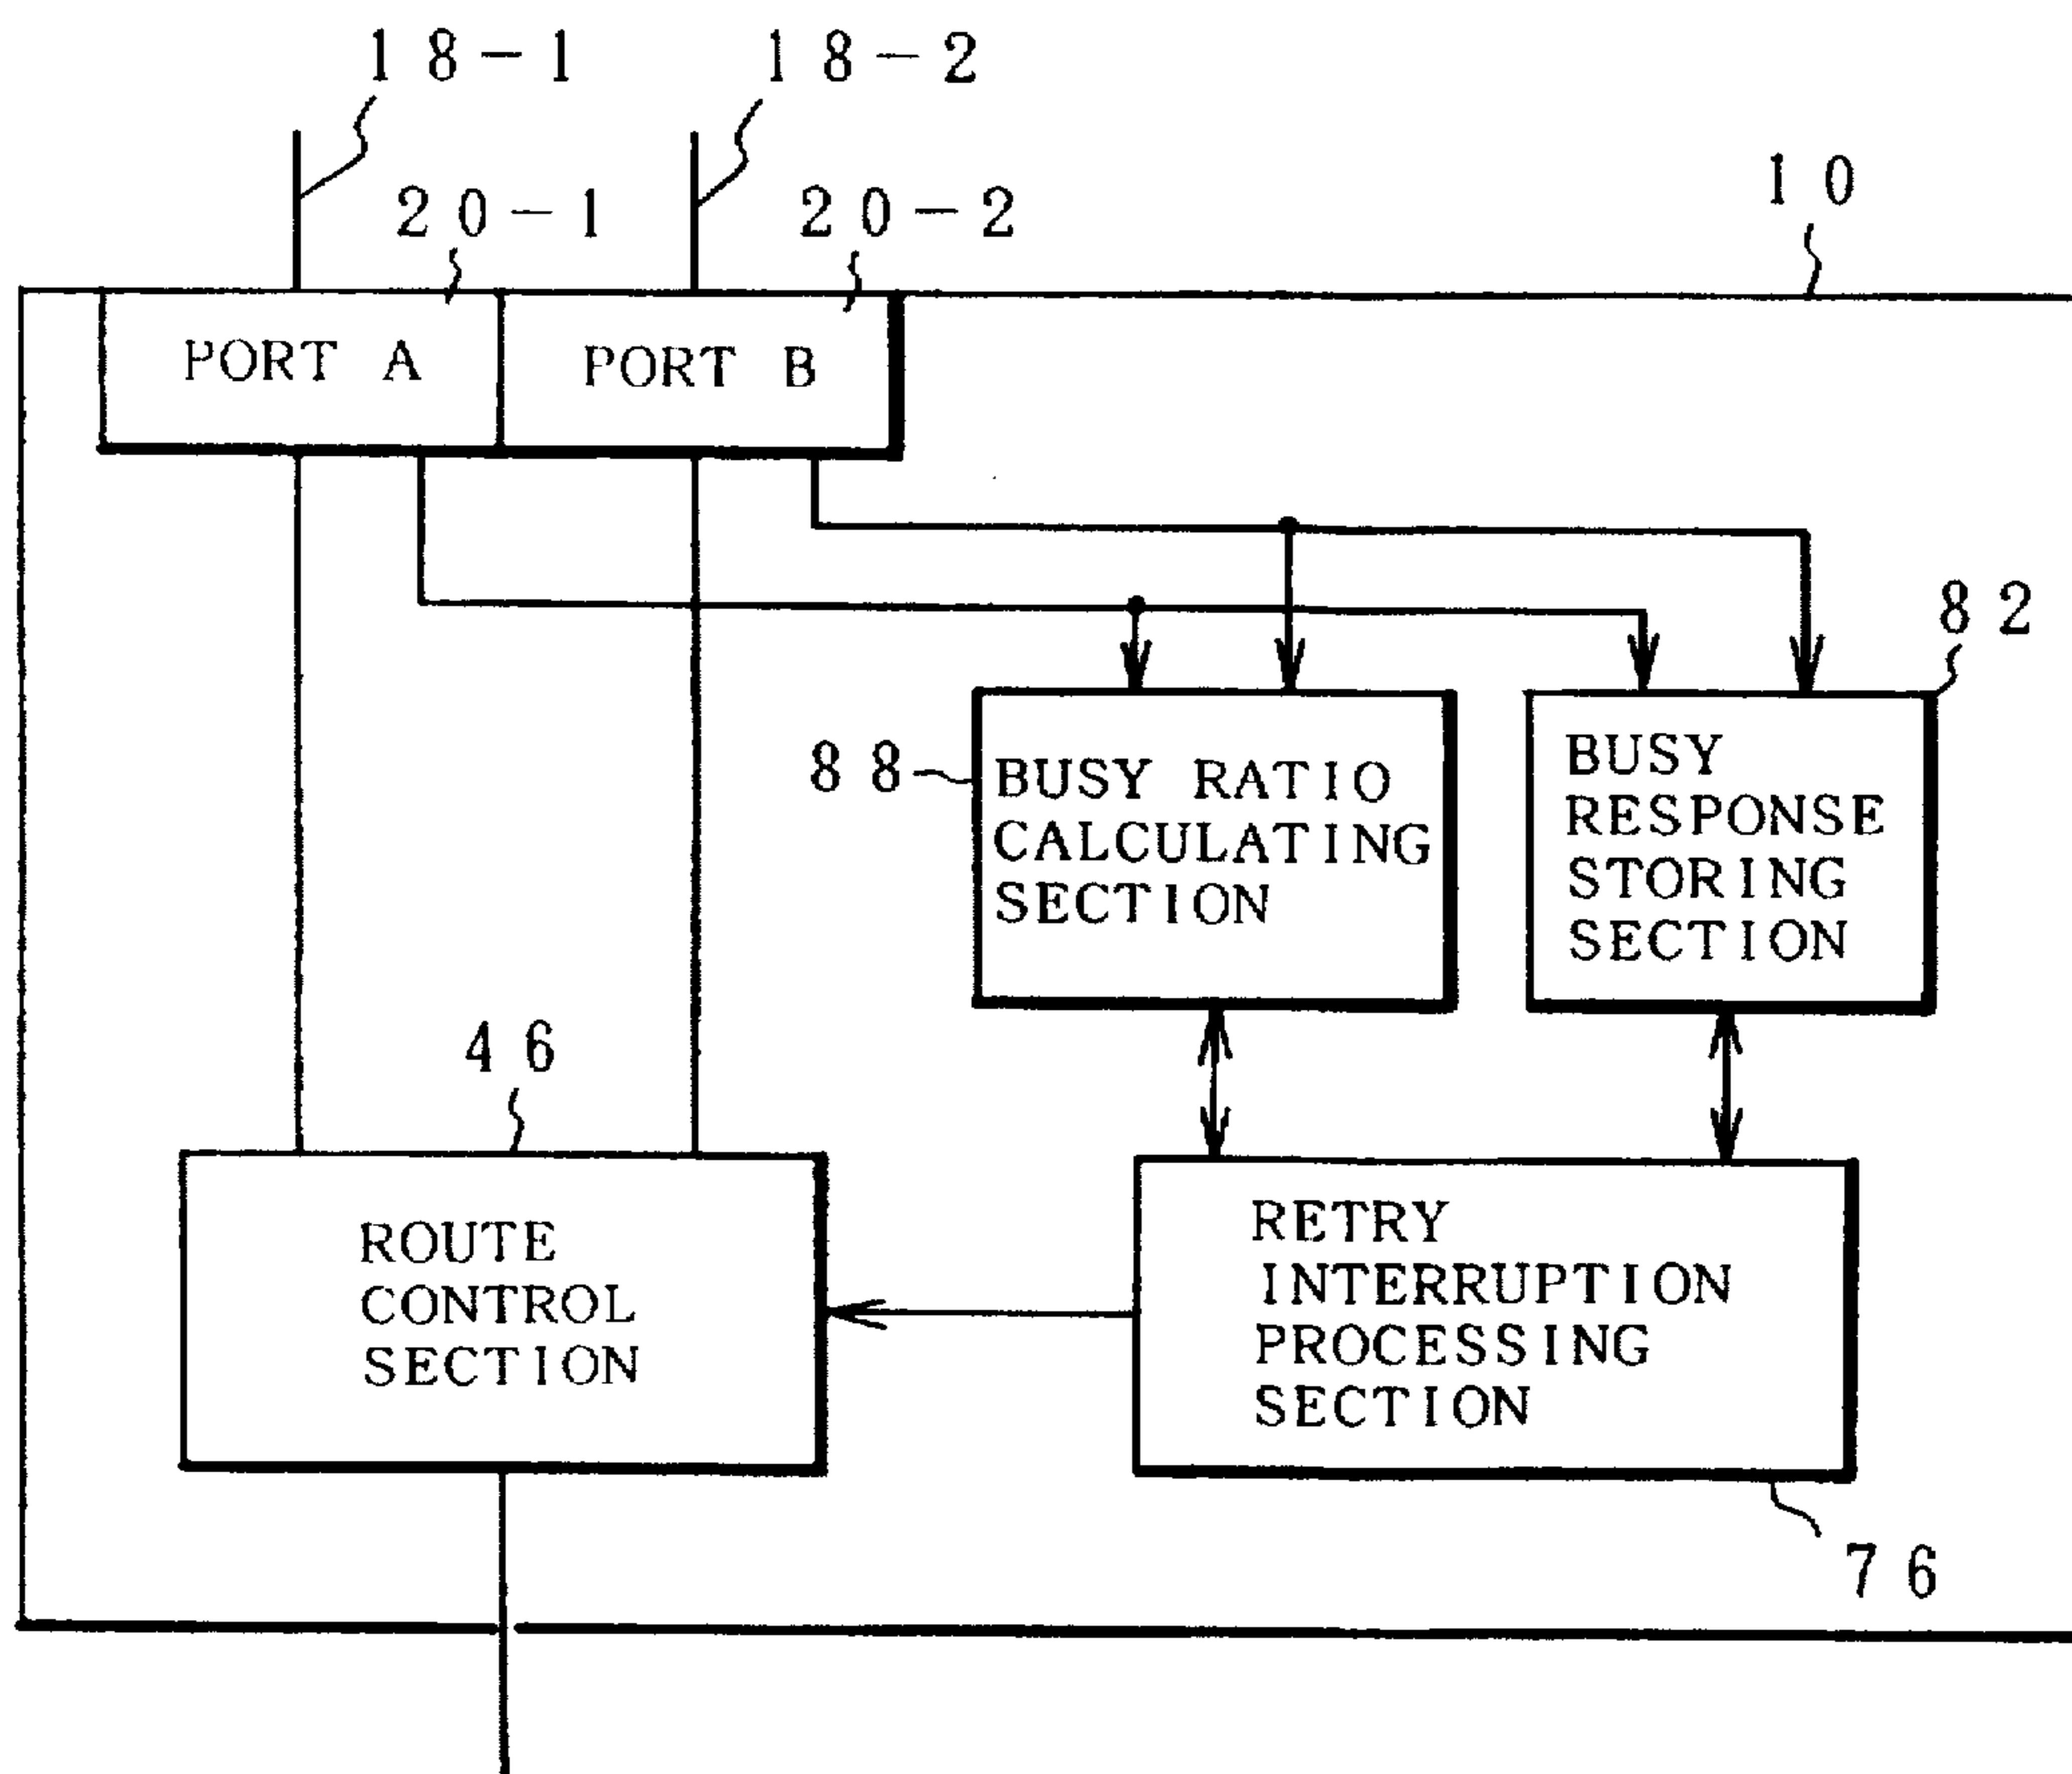 18-1
18-2
10
20-1
20-2
PORT A
PORT B
82
88
BUSY RATIO
CALCULATING
SECTION
BUSY
RESPONSE
STORING
SECTION
46
ROUTE
CONTROL
SECTION
RETRY
INTERRUPTION
PROCESSING
SECTION
76